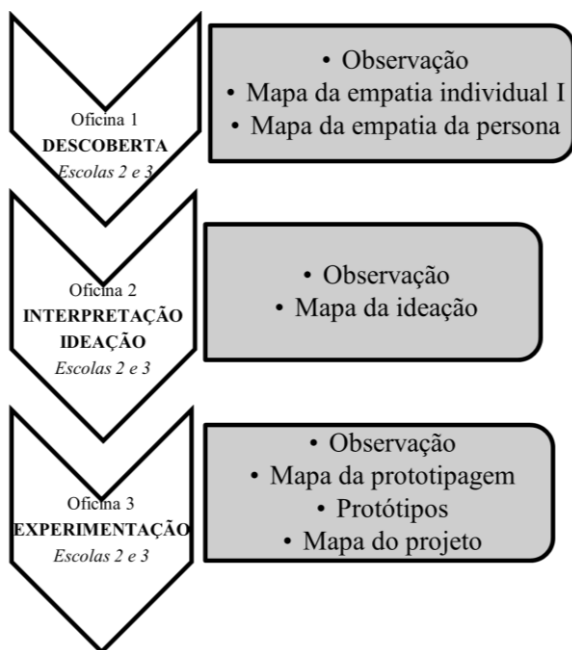 Oficina 1
DESCOBERTA
Escolas 2 e 3
• Observação
• Mapa da empatia individual I
• Mapa da empatia da persona
Oficina 2
INTERPRETAÇÃO
IDEAÇÃO
Escolas 2 e 3
• Observação
• Mapa da ideação
Oficina 3
EXPERIMENTAÇÃO
Escolas 2 e 3
• Observação
• Mapa da prototipagem
• Protótipos
• Mapa do projeto